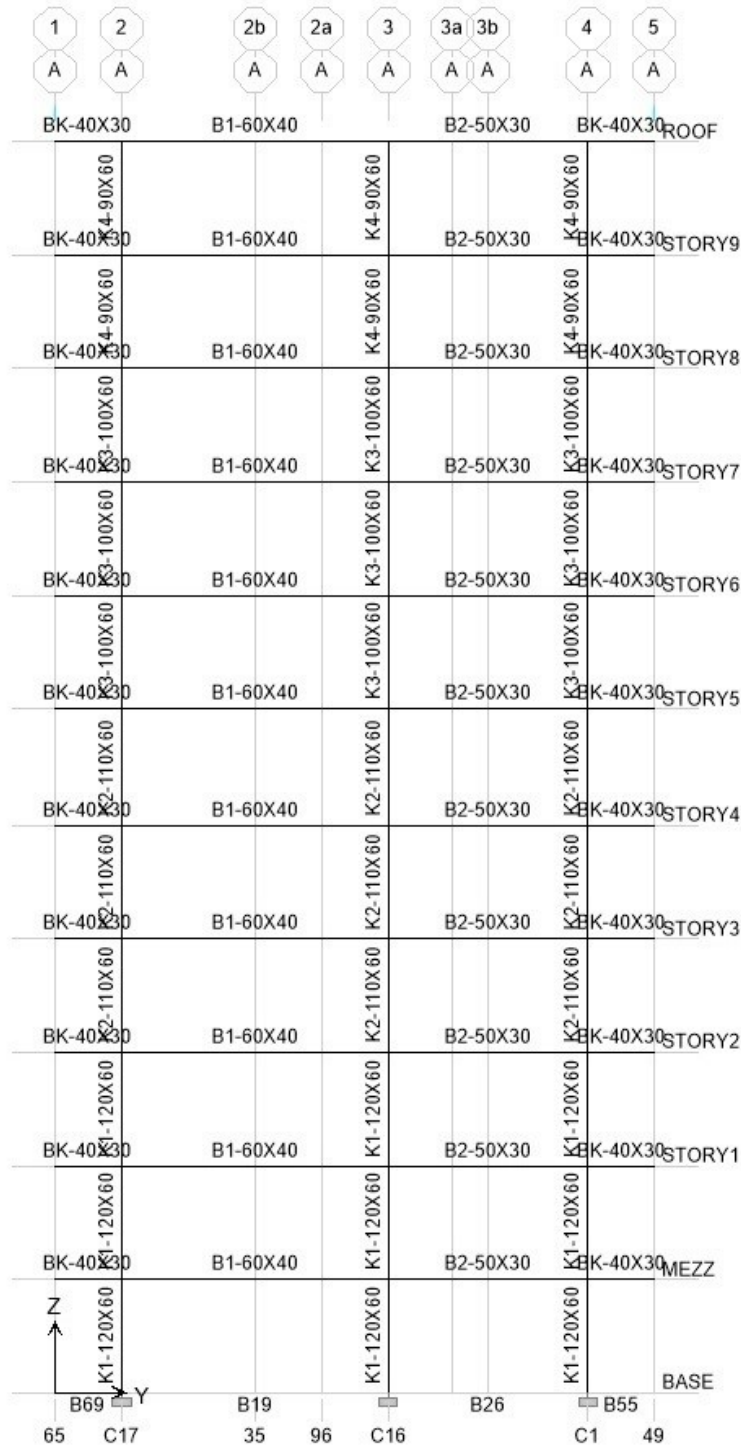 1 2 2b 2a 3 3a 3b 4 5
A A A A A A A A A
BK-40X30 B1-60X40 B2-50X30 BK-40X30 ROOF
K4-90X60 K4-90X60 K4-90X60
BK-40X30 B1-60X40 B2-50X30 BK-40X30 STORY9
K4-90X60 K4-90X60 K4-90X60
BK-40X30 B1-60X40 B2-50X30 BK-40X30 STORY8
K3-100X60 K3-100X60 K3-100X60
BK-40X30 B1-60X40 B2-50X30 BK-40X30 STORY7
K3-100X60 K3-100X60 K3-100X60
BK-40X30 B1-60X40 B2-50X30 BK-40X30 STORY6
K3-100X60 K3-100X60 K3-100X60
BK-40X30 B1-60X40 B2-50X30 BK-40X30 STORY5
K2-110X60 K2-110X60 K2-110X60
BK-40X30 B1-60X40 B2-50X30 BK-40X30 STORY4
K2-110X60 K2-110X60 K2-110X60
BK-40X30 B1-60X40 B2-50X30 BK-40X30 STORY3
K2-110X60 K2-110X60 K2-110X60
BK-40X30 B1-60X40 B2-50X30 BK-40X30 STORY2
K1-120X60 K1-120X60 K1-120X60
BK-40X30 B1-60X40 B2-50X30 BK-40X30 STORY1
K1-120X60 K1-120X60 K1-120X60
BK-40X30 B1-60X40 B2-50X30 BK-40X30 MEZZ
Z
K1-120X60 K1-120X60 K1-120X60
BASE
Y
B69 B19 B26 B55
65 C17 35 96 C16 C1 49